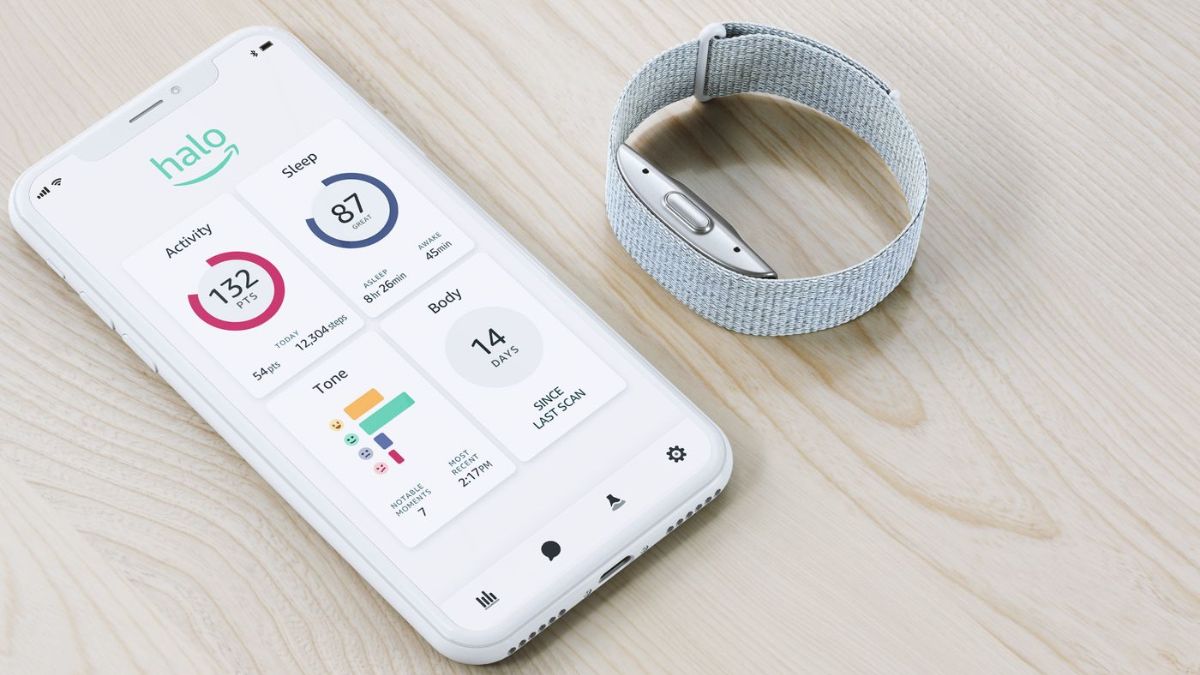 halo
Activity
132
PTS
TODAY
54pts
12,304 steps
Sleep
87
GREAT
ASLEEP
8hr 26min
AWAKE
45min
Tone
NOTABLE
MOMENTS
7
MOST
RECENT
2:17PM
Body
14
DAYS
SINCE
LAST SCAN